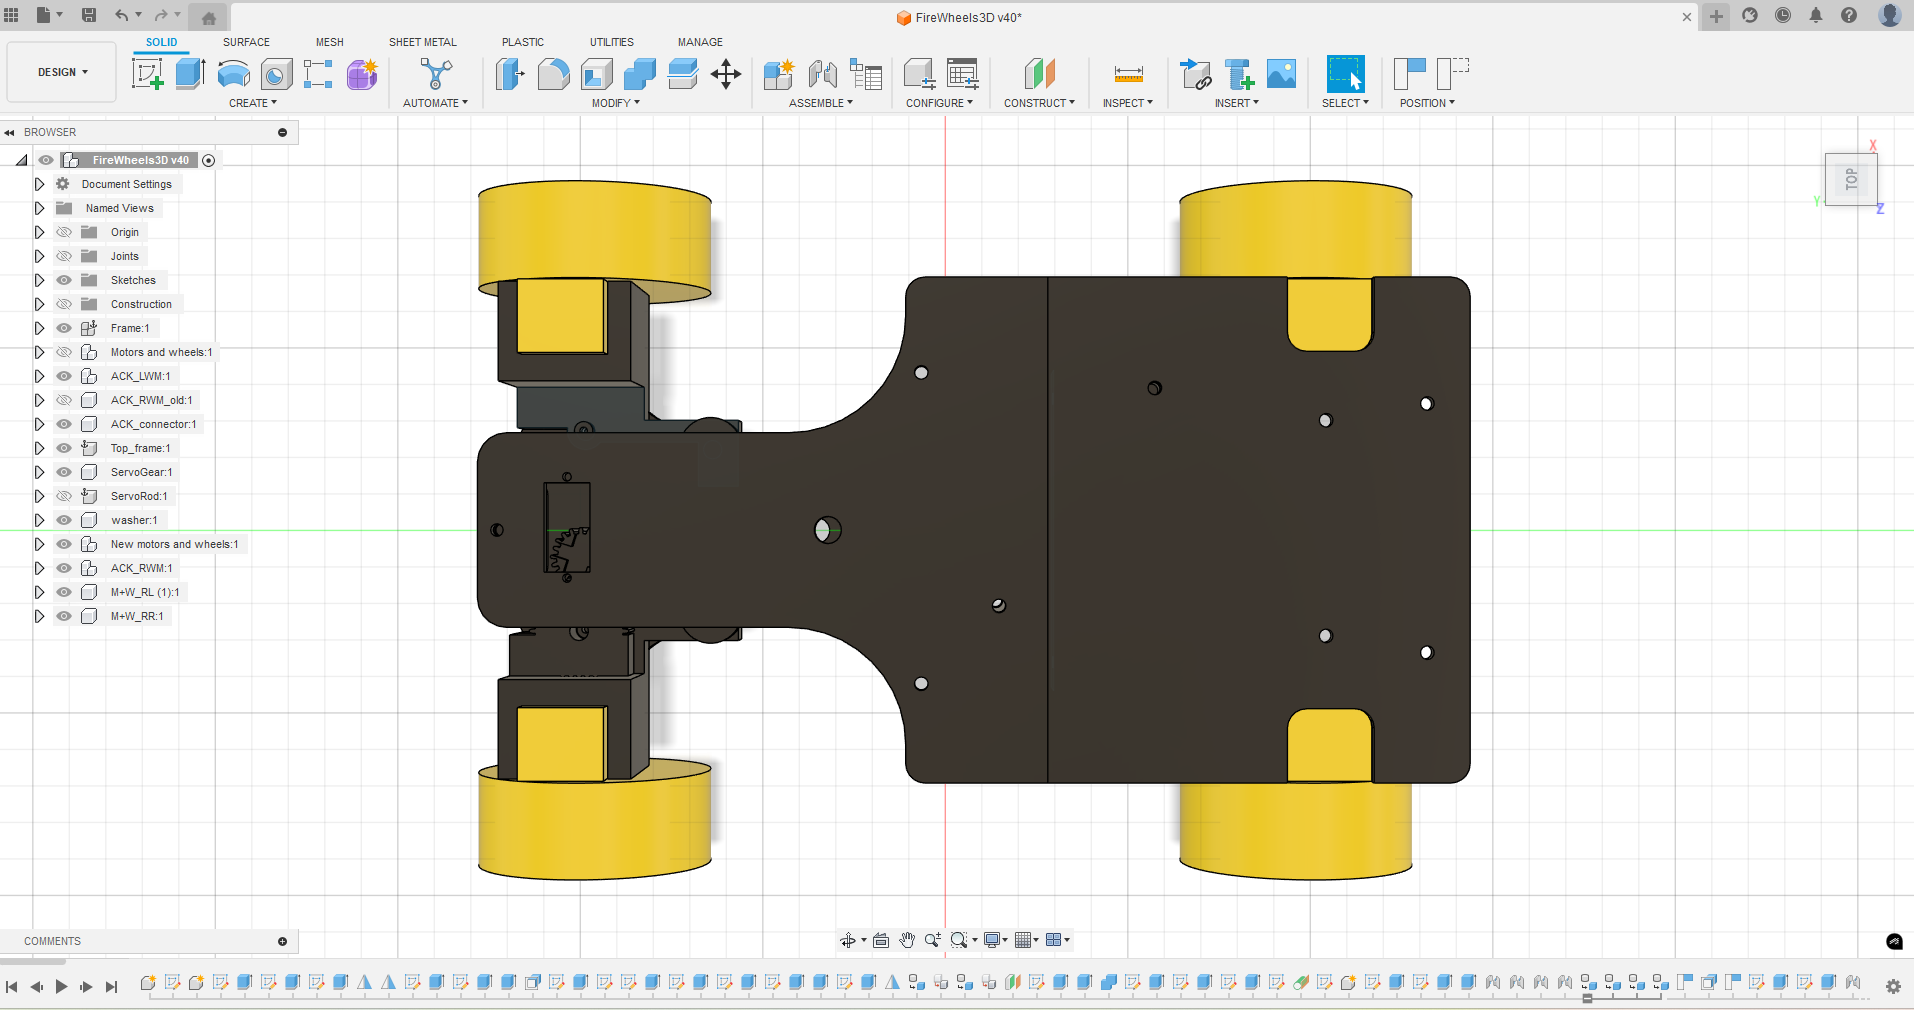 FireWheels3D v40*
DESIGN
SOLID
SURFACE
MESH
SHEET METAL
PLASTIC
UTILITIES
MANAGE
CREATE
AUTOMATE
MODIFY
ASSEMBLE
CONFIGURE
CONSTRUCT
INSPECT
INSERT
SELECT
POSITION
BROWSER
FireWheels3D v40
Document Settings
Named Views
Origin
Joints
Sketches
Construction
Frame:1
Motors and wheels:1
ACK_LWM:1
ACK_RWM_old:1
ACK_connector:1
Top_frame:1
ServoGear:1
ServoRod:1
washer:1
New motors and wheels:1
ACK_RWM:1
M+W_RL (1):1
M+W_RR:1
X
TOP
Y
Z
COMMENTS